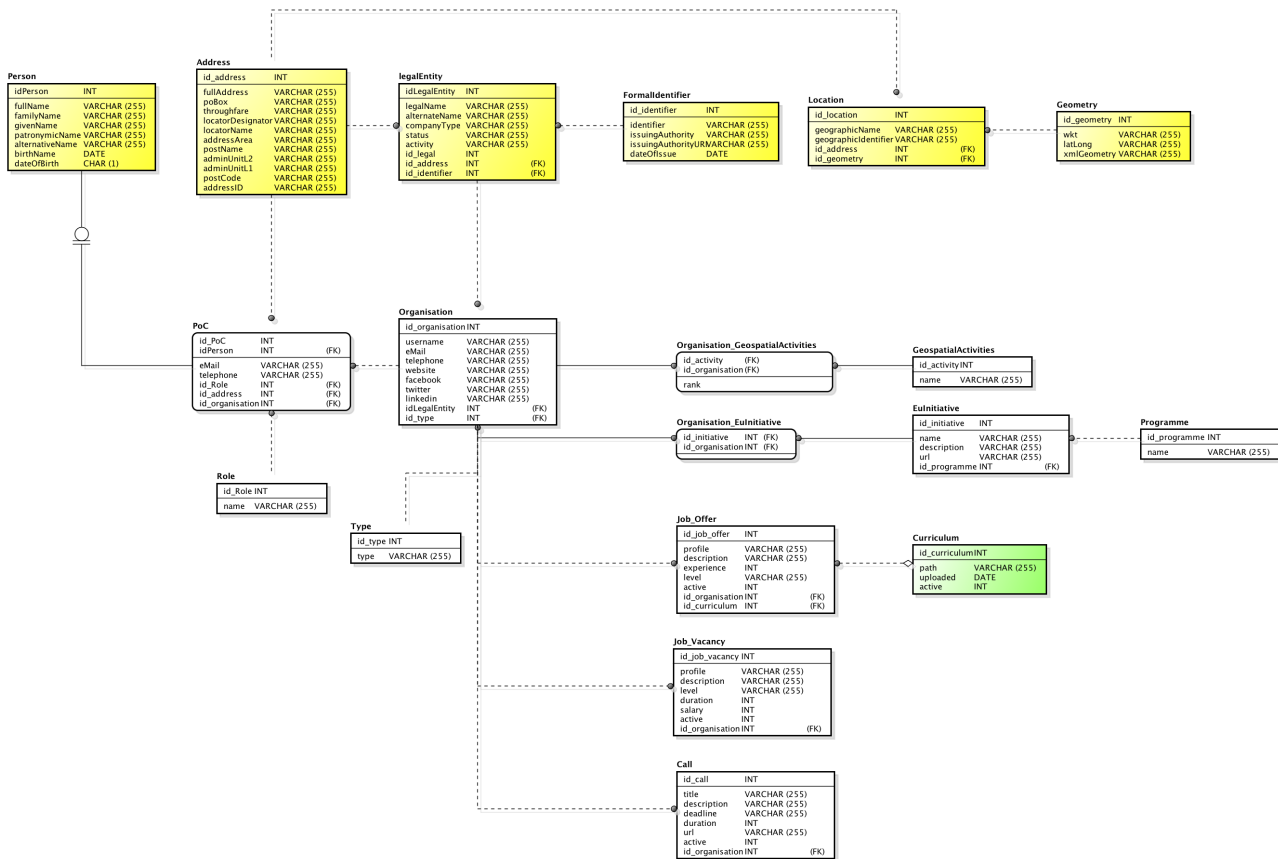 Person
idPerson INT
fullName VARCHAR (255)
familyName VARCHAR (255)
givenName VARCHAR (255)
patronymicName VARCHAR (255)
alternativeName VARCHAR (255)
birthName DATE
dateOfBirth CHAR (1)
Address
id_address INT
fullAddress VARCHAR (255)
poBox VARCHAR (255)
throughfare VARCHAR (255)
locatorDesignator VARCHAR (255)
locatorName VARCHAR (255)
addressArea VARCHAR (255)
postName VARCHAR (255)
adminUnitL2 VARCHAR (255)
adminUnitL1 VARCHAR (255)
postCode VARCHAR (255)
addressID VARCHAR (255)
legalEntity
idLegalEntity INT
legalName VARCHAR (255)
alternateName VARCHAR (255)
companyType VARCHAR (255)
status VARCHAR (255)
activity VARCHAR (255)
id_legal INT
id_address INT (FK)
id_identifier INT (FK)
FormalIdentifier
id_identifier INT
identifier VARCHAR (255)
issuingAuthority VARCHAR (255)
issuingAuthorityURI VARCHAR (255)
dateOfIssue DATE
Location
id_location INT
geographicName VARCHAR (255)
geographicIdentifier VARCHAR (255)
id_address INT (FK)
id_geometry INT (FK)
Geometry
id_geometry INT
wkt VARCHAR (255)
latLong VARCHAR (255)
xmlGeometry VARCHAR (255)
PoC
id_PoC INT
idPerson INT (FK)
eMail VARCHAR (255)
telephone VARCHAR (255)
id_Role INT (FK)
id_address INT (FK)
id_organisation INT (FK)
Organisation
id_organisation INT
username VARCHAR (255)
eMail VARCHAR (255)
telephone VARCHAR (255)
website VARCHAR (255)
facebook VARCHAR (255)
twitter VARCHAR (255)
linkedin VARCHAR (255)
idLegalEntity INT (FK)
id_type INT (FK)
Organisation_GeospatialActivities
id_activity (FK)
id_organisation (FK)
rank
GeospatialActivities
id_activity INT
name VARCHAR (255)
Organisation_EuInitiative
id_initiative INT (FK)
id_organisation INT (FK)
EuInitiative
id_initiative INT
name VARCHAR (255)
description VARCHAR (255)
url VARCHAR (255)
id_programme INT (FK)
Programme
id_programme INT
name VARCHAR (255)
Role
id_Role INT
name VARCHAR (255)
Type
id_type INT
type VARCHAR (255)
Job_Offer
id_job_offer INT
profile VARCHAR (255)
description VARCHAR (255)
experience INT
level VARCHAR (255)
active INT
id_organisation INT (FK)
id_curriculum INT (FK)
Curriculum
id_curriculum INT
path VARCHAR (255)
uploaded DATE
active INT
Job_Vacancy
id_job_vacancy INT
profile VARCHAR (255)
description VARCHAR (255)
level VARCHAR (255)
duration INT
salary INT
active INT
id_organisation INT (FK)
Call
id_call INT
title VARCHAR (255)
description VARCHAR (255)
deadline VARCHAR (255)
duration INT
url VARCHAR (255)
active INT
id_organisation INT (FK)